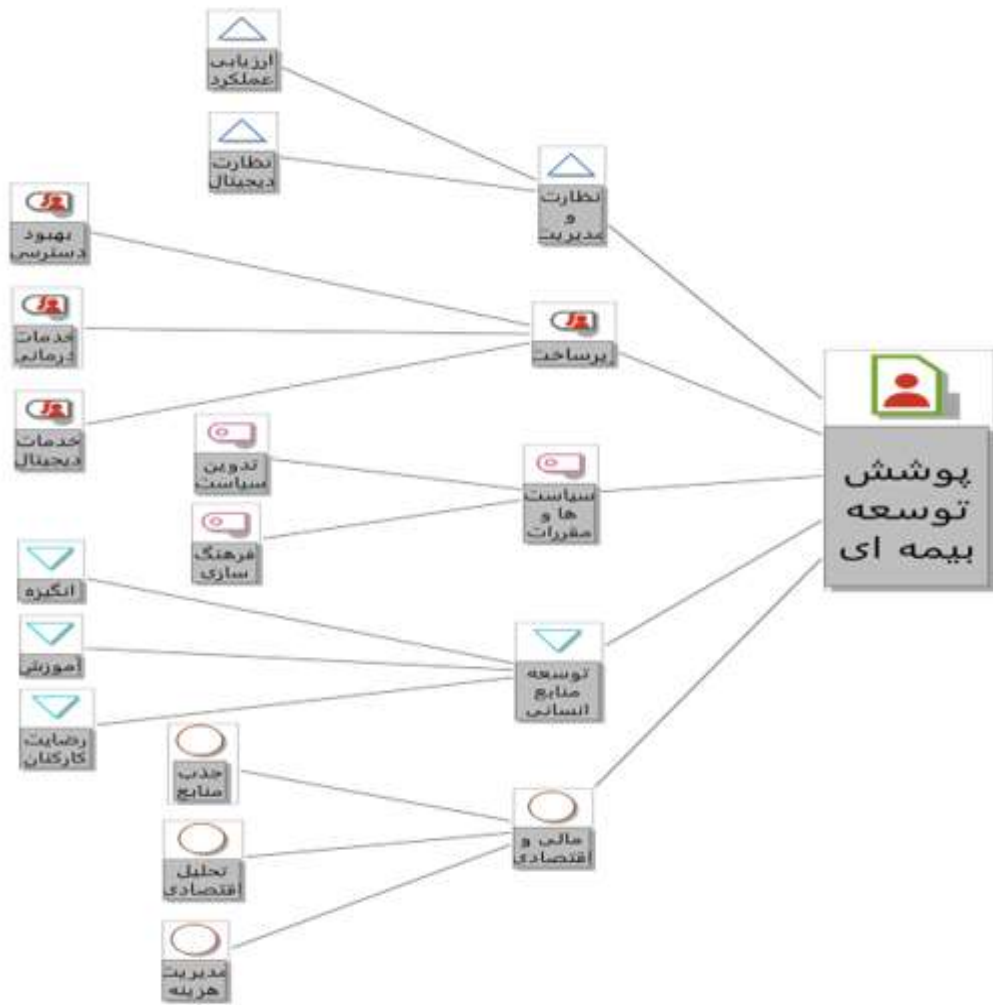 پوشش
توسعه
بیمه ای
نظارت
و
مدیریت
ارزیابی
عملکرد
نظارت
دیجیتال
زیرساخت
بهبود
دسترسی
خدمات
درمانی
خدمات
دیجیتال
سیاست
ها و
مقررات
تدوین
سیاست
فرهنگ
سازی
توسعه
منابع
انسانی
انگیزه
آموزش
رضایت
کارکنان
مالی و
اقتصادی
جذب
منابع
تحلیل
اقتصادی
مدیریت
هزینه